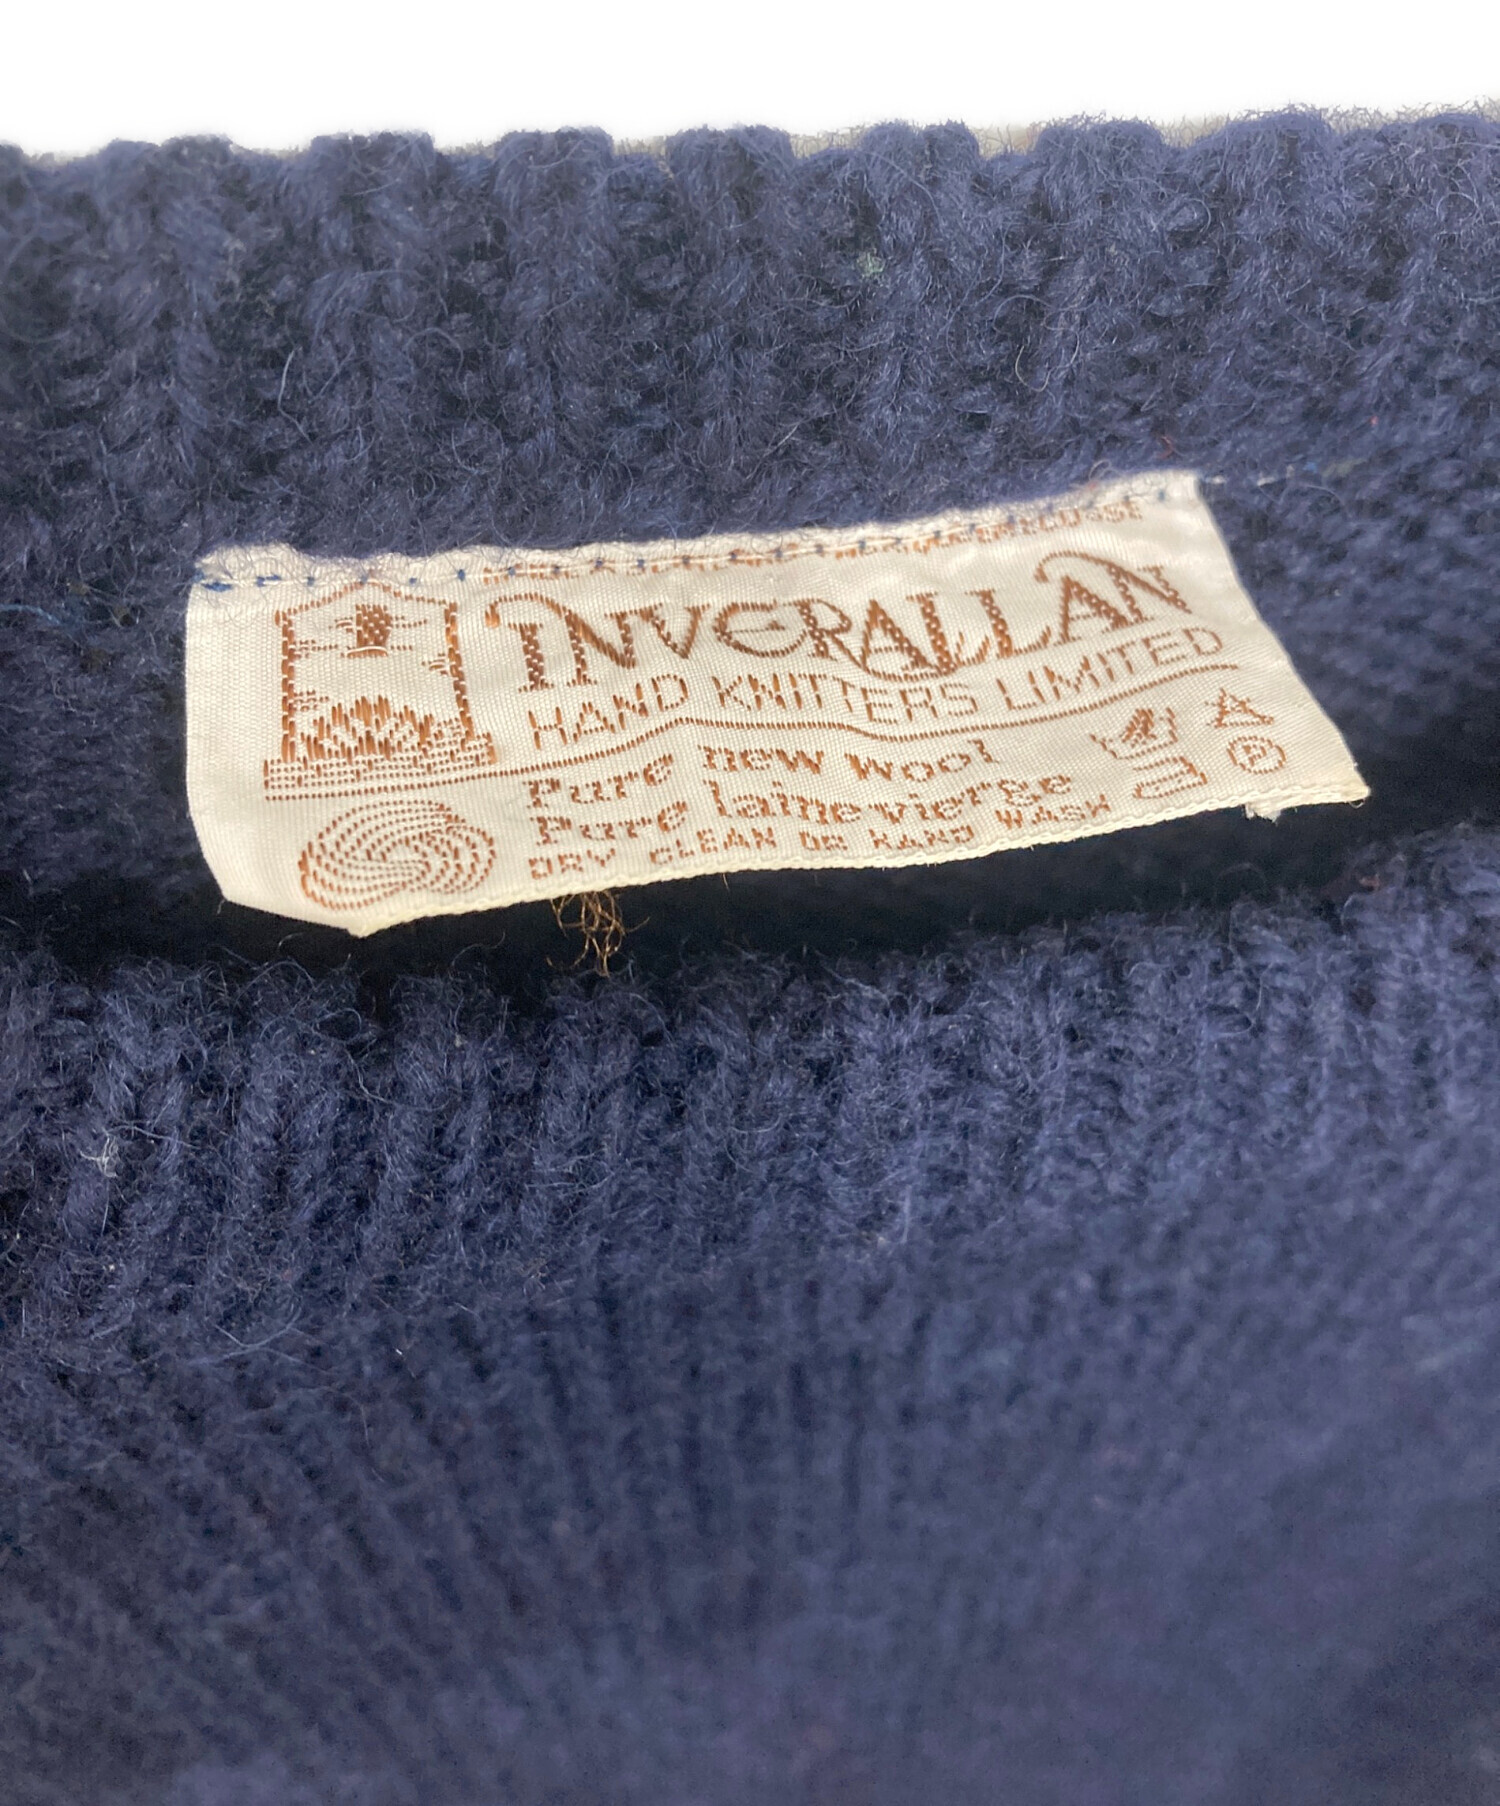 INVERALLAN
HAND KNITTERS LIMITED
Pure new wool
Pure laine vierge
DRY CLEAN OR HAND WASH
P